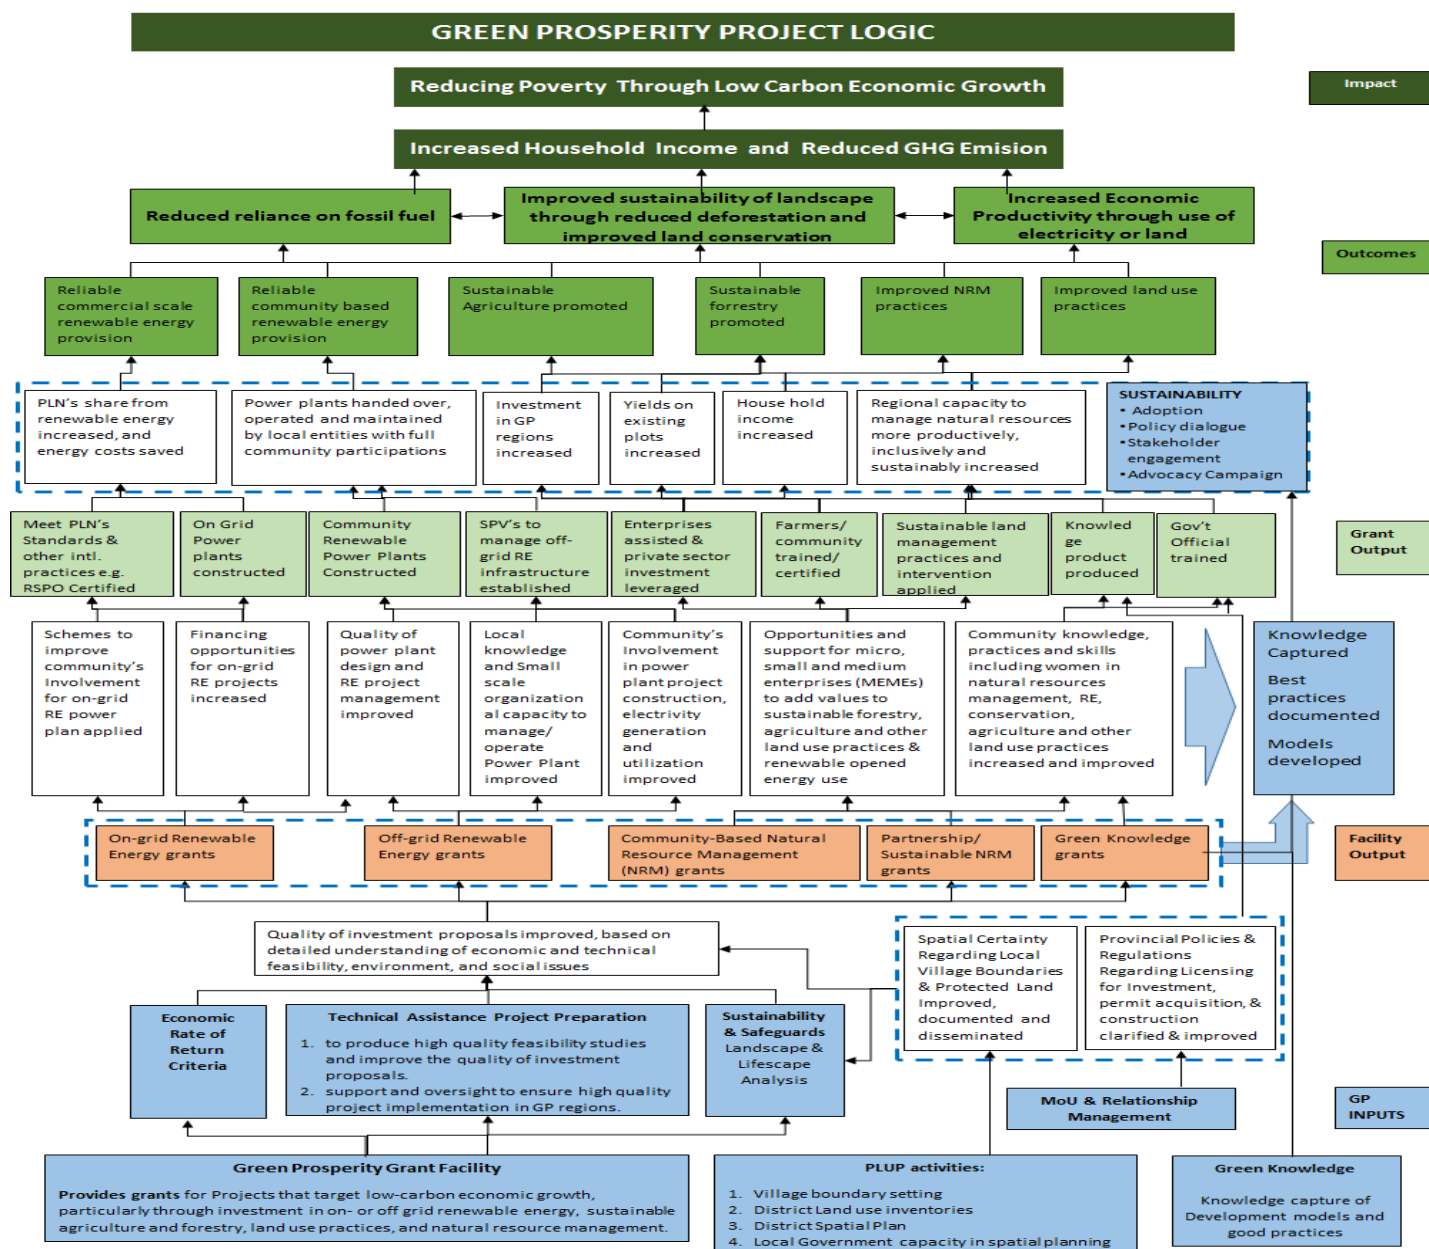 GREEN PROSPERITY PROJECT LOGIC
Reducing Poverty Through Low Carbon Economic Growth
Impact
Increased Household Income and Reduced GHG Emision
Reduced reliance on fossil fuel
Improved sustainability of landscape
through reduced deforestation and
improved land conservation
Increased Economic
Productivity through use of
electricity or land
Outcomes
Reliable
commercial scale
renewable energy
provision
Reliable
community based
renewable energy
provision
Sustainable
Agriculture promoted
Sustainable
forrestry
promoted
Improved NRM
practices
Improved land use
practices
PLN's share from
renewable energy
increased, and
energy costs saved
Power plants handed over,
operated and maintained
by local entities with full
community participations
Investment
in GP
regions
increased
Yields on
existing
plots
increased
House hold
income
increased
Regional capacity to
manage natural resources
more productively,
inclusively and
sustainably increased
SUSTAINABILITY
• Adoption
• Policy dialogue
• Stakeholder
engagement
• Advocacy Campaign
Meet PLN's
Standards &
other intl.
practices e.g.
RSPO Certified
On Grid
Power
plants
constructed
Community
Renewable
Power Plants
Constructed
SPV's to
manage off-
grid RE
infrastructure
established
Enterprises
assisted &
private sector
investment
leveraged
Farmers/
community
trained/
certified
Sustainable land
management
practices and
intervention
applied
Knowled
ge
product
produced
Gov't
Official
trained
Grant
Output
Schemes to
improve
community's
Involvement
for on-grid
RE power
plan applied
Financing
opportunities
for on-grid
RE projects
increased
Quality of
power plant
design and
RE project
management
improved
Local
knowledge
and Small
scale
organization
al capacity to
manage/
operate
Power Plant
improved
Community's
Involvement
in power
plant project
construction,
electrivity
generation
and
utilization
improved
Opportunities and
support for micro,
small and medium
enterprises (MEMEs)
to add values to
sustainable forestry,
agriculture and other
land use practices &
renewable opened
energy use
Community knowledge,
practices and skills
including women in
natural resources
management, RE,
conservation,
agriculture and other
land use practices
increased and improved
Knowledge
Captured
Best
practices
documented
Models
developed
On-grid Renewable
Energy grants
Off-grid Renewable
Energy grants
Community-Based Natural
Resource Management
(NRM) grants
Partnership/
Sustainable NRM
grants
Green Knowledge
grants
Facility
Output
Quality of investment proposals improved, based on
detailed understanding of economic and technical
feasibility, environment, and social issues
Spatial Certainty
Regarding Local
Village Boundaries
& Protected Land
Improved,
documented and
disseminated
Provincial Policies &
Regulations
Regarding Licensing
for Investment,
permit acquisition, &
construction
clarified & improved
Economic
Rate of
Return
Criteria
Technical Assistance Project Preparation
1. to produce high quality feasibility studies
and improve the quality of investment
proposals.
2. support and oversight to ensure high quality
project implementation in GP regions.
Sustainability
& Safeguards
Landscape &
Lifescape
Analysis
MoU & Relationship
Management
GP
INPUTS
Green Prosperity Grant Facility
Provides grants for Projects that target low-carbon economic growth,
particularly through investment in on- or off grid renewable energy, sustainable
agriculture and forestry, land use practices, and natural resource management.
PLUP activities:
1. Village boundary setting
2. District Land use inventories
3. District Spatial Plan
4. Local Government capacity in spatial planning
Green Knowledge
Knowledge capture of
Development models and
good practices